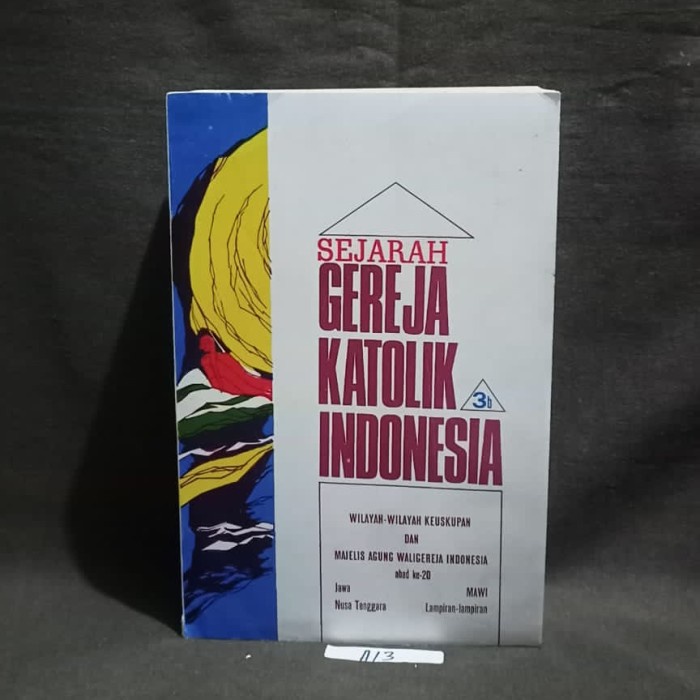 SEJARAH
GEREJA
KATOLIK
3b
INDONESIA
WILAYAH-WILAYAH KEUSKUPAN
DAN
MAJELIS AGUNG WALIGEREJA INDONESIA
abad ke-20
Jawa MAWI
Nusa Tenggara Lampiran-lampiran
A13